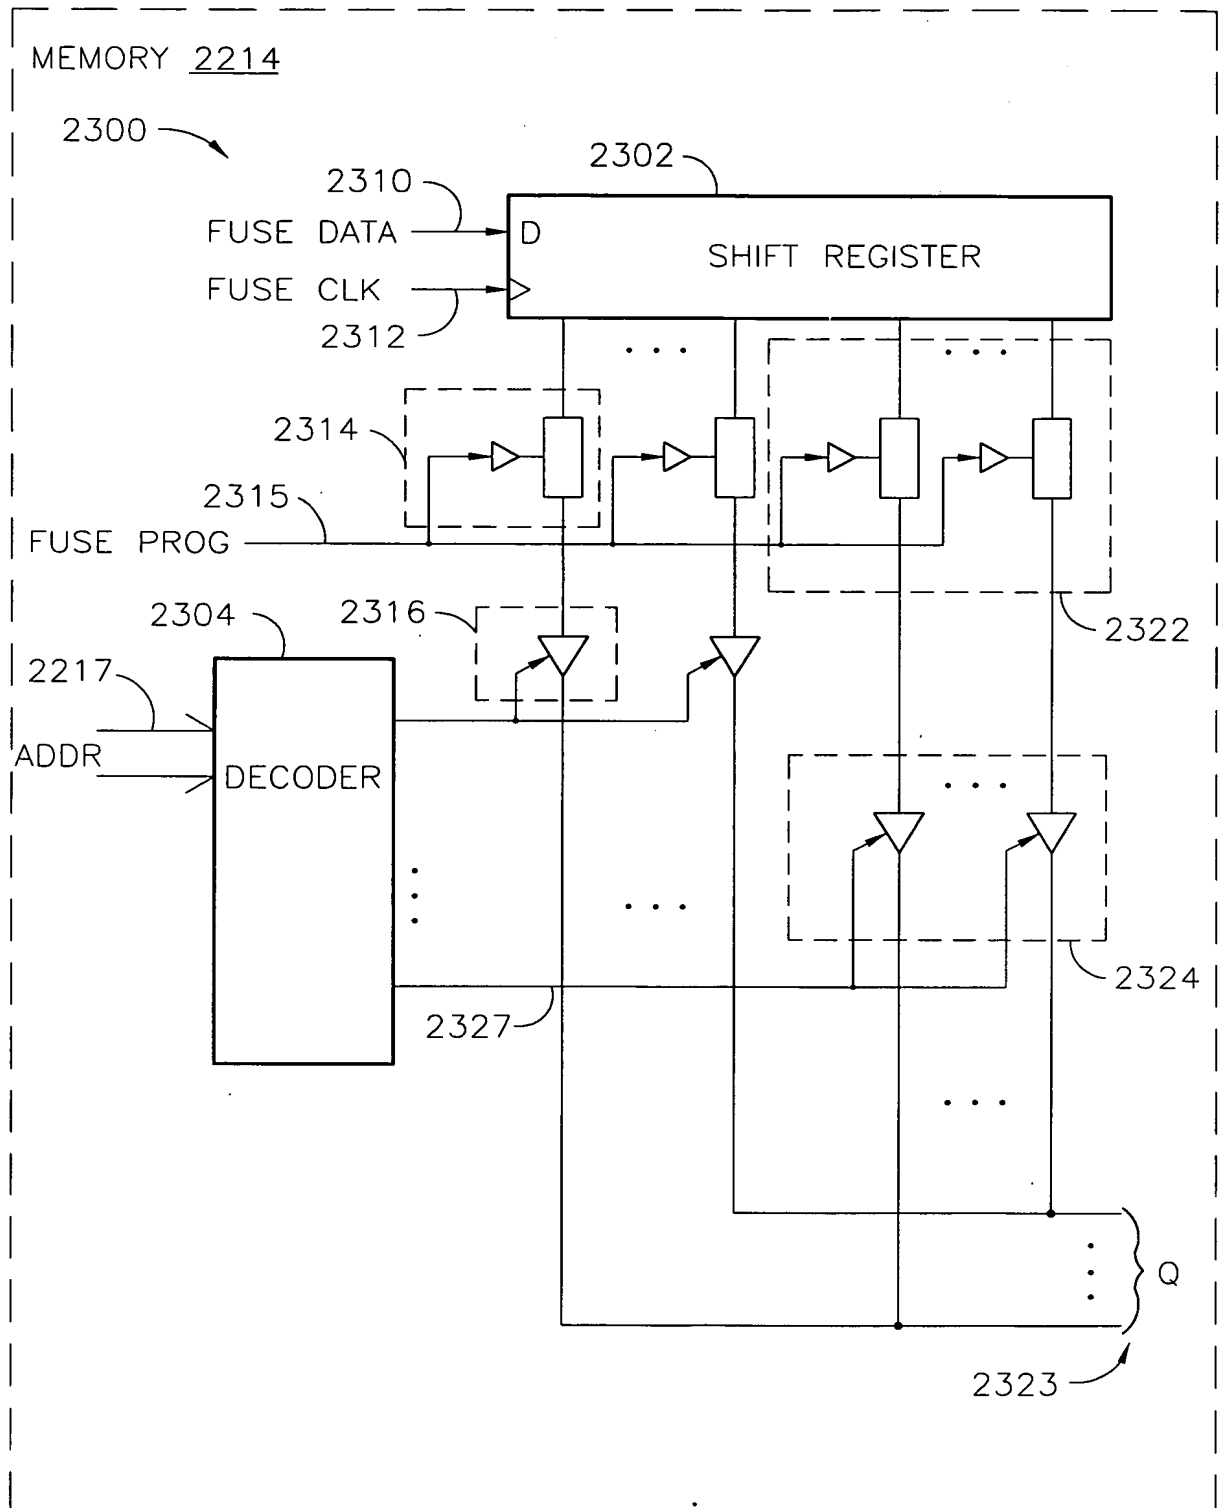 MEMORY 2214
2300
2302
2310
FUSE DATA
D
SHIFT REGISTER
FUSE CLK
2312
2314
2315
FUSE PROG
2316
2322
2304
2217
ADDR
DECODER
2324
2327
Q
2323